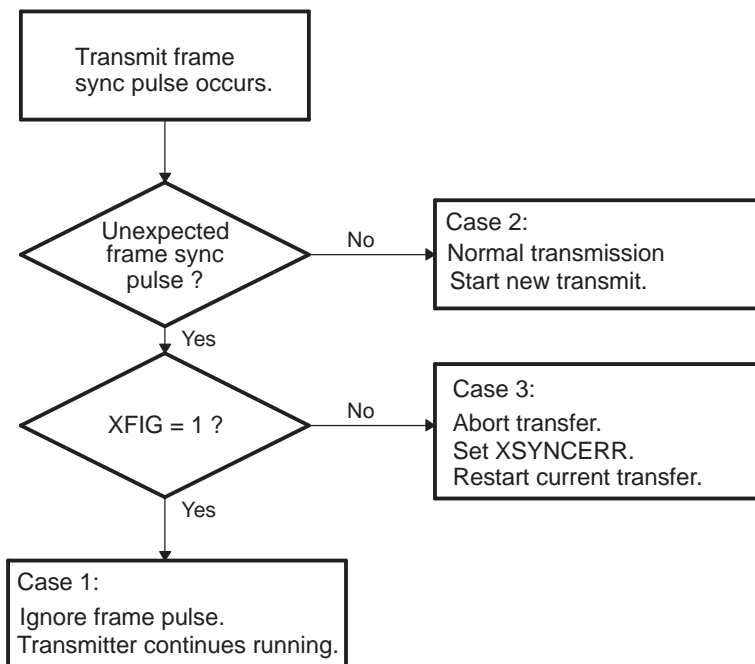 Transmit frame
sync pulse occurs.
Unexpected
frame sync
pulse ?
No
Case 2:
Normal transmission
Start new transmit.
Yes
XFIG = 1 ?
No
Case 3:
Abort transfer.
Set XSYNCERR.
Restart current transfer.
Yes
Case 1:
Ignore frame pulse.
Transmitter continues running.